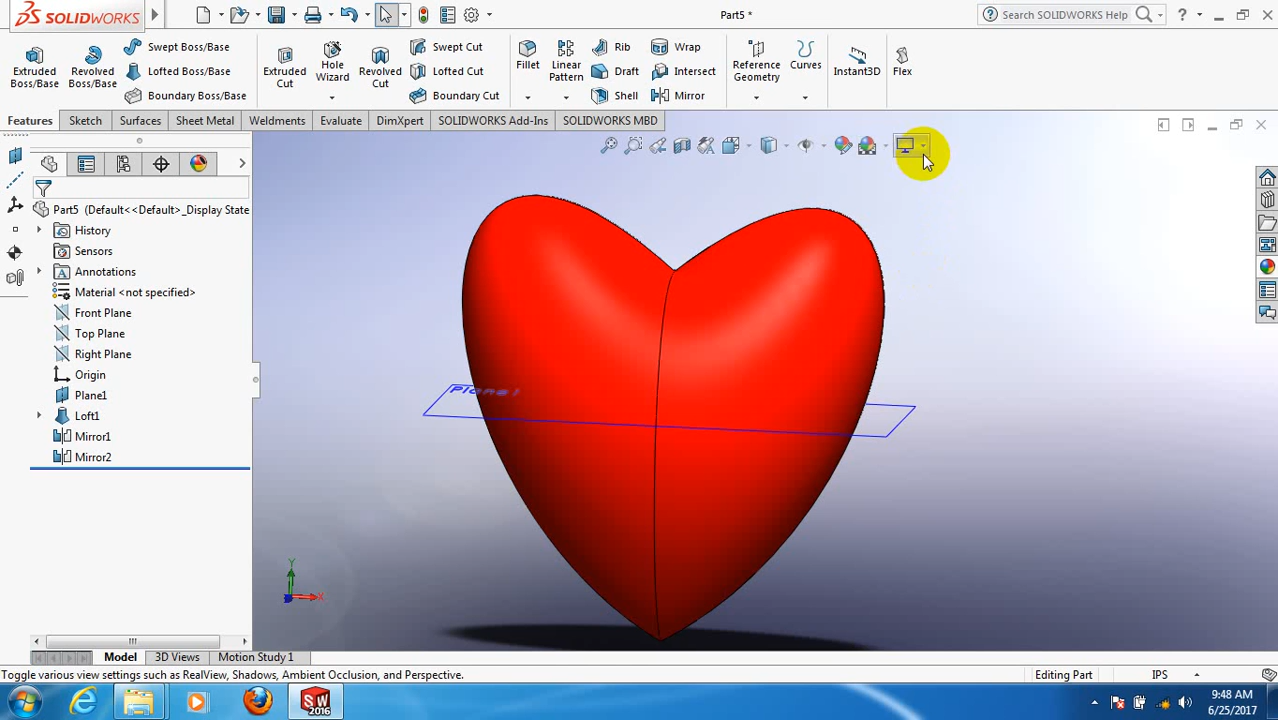 SOLIDWORKS
Part5 *
Search SOLIDWORKS Help
?
Extruded Boss/Base
Revolved Boss/Base
Swept Boss/Base
Lofted Boss/Base
Boundary Boss/Base
Extruded Cut
Hole Wizard
Revolved Cut
Swept Cut
Lofted Cut
Boundary Cut
Fillet
Linear Pattern
Rib
Draft
Shell
Wrap
Intersect
Mirror
Reference Geometry
Curves
Instant3D
Flex
Features
Sketch
Surfaces
Sheet Metal
Weldments
Evaluate
DimXpert
SOLIDWORKS Add-Ins
SOLIDWORKS MBD
Part5 (Default<<Default>_Display State
History
Sensors
Annotations
Material <not specified>
Front Plane
Top Plane
Right Plane
Origin
Plane1
Loft1
Mirror1
Mirror2
Plane1
Y
X
Model
3D Views
Motion Study 1
Toggle various view settings such as RealView, Shadows, Ambient Occlusion, and Perspective.
Editing Part
IPS
SW
2016
9:48 AM
6/25/2017